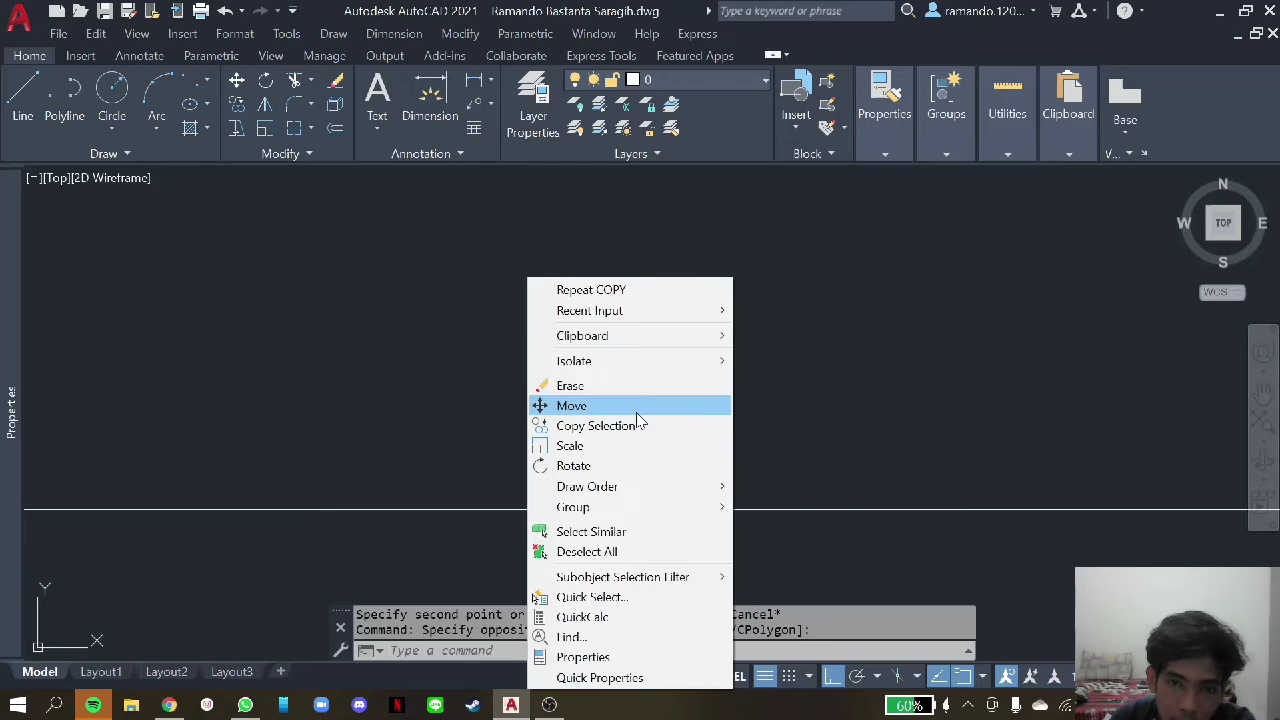 Autodesk AutoCAD 2021 Ramando Bastanta Saragih.dwg Type a keyword or phrase ramando.120...
File Edit View Insert Format Tools Draw Dimension Modify Parametric Window Help Express
Home Insert Annotate Parametric View Manage Output Add-ins Collaborate Express Tools Featured Apps
0
Line Polyline Circle Arc Text Dimension Layer Properties Insert Properties Groups Utilities Clipboard Base
Draw Modify Annotation Layers Block V...
[−][Top][2D Wireframe]
N
W TOP E
S
WCS
Properties
Repeat COPY
Recent Input
Clipboard
Isolate
Erase
Move
Copy Selection
Scale
Rotate
Draw Order
Group
Select Similar
Deselect All
Subobject Selection Filter
Quick Select...
QuickCalc
Find...
Properties
Quick Properties
Y
X
Specify second point or Cancel*
Command: Specify opposit /CPolygon]:
Type a command
Model Layout1 Layout2 Layout3 +
60%